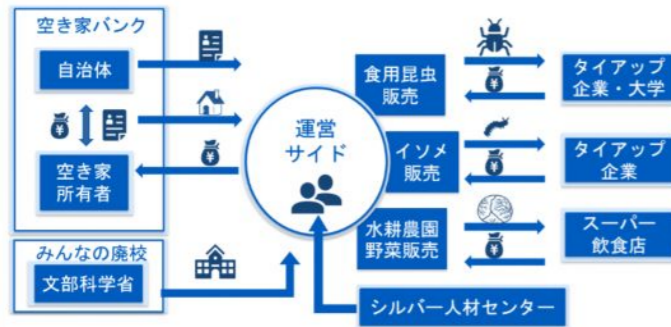 空き家バンク
自治体
¥
空き家
所有者
¥
みんなの廃校
文部科学省
運営
サイド
食用昆虫
販売
¥
タイアップ
企業・大学
イソメ
販売
¥
タイアップ
企業
水耕農園
野菜販売
¥
スーパー
飲食店
シルバー人材センター